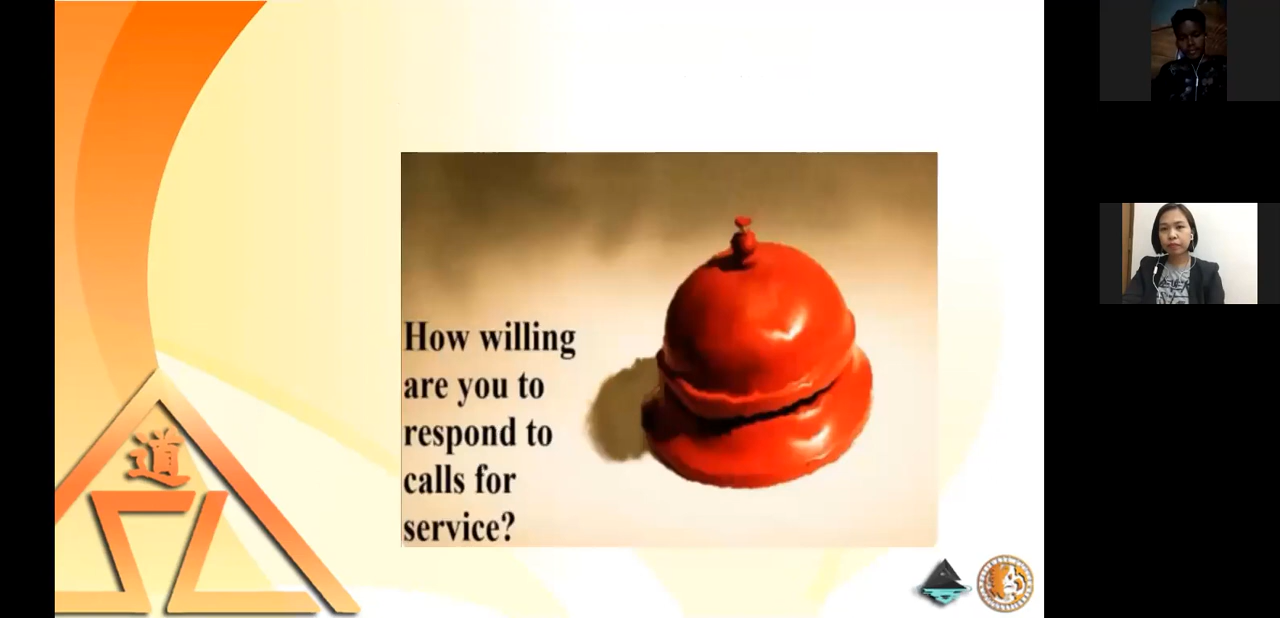 How willing
are you to
respond to
calls for
service?
道